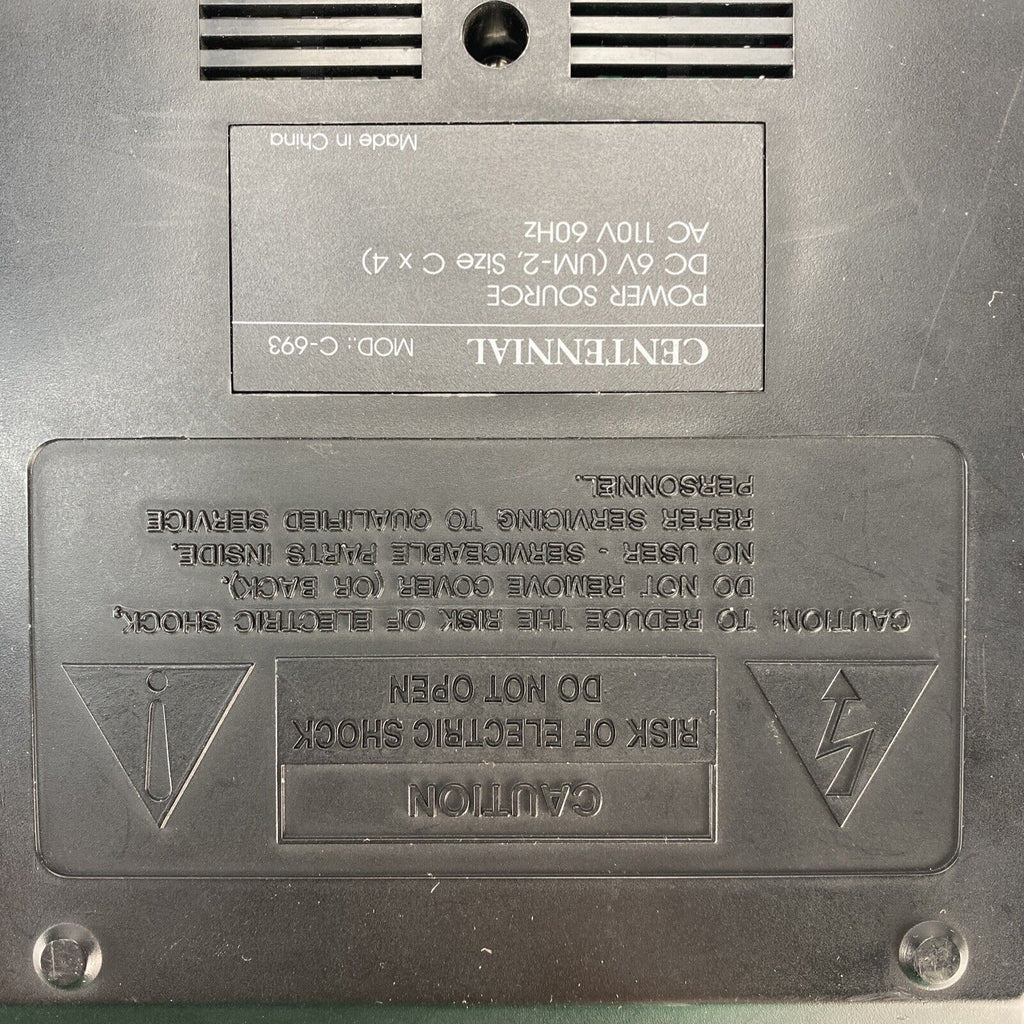 CAUTION
RISK OF ELECTRIC SHOCK
DO NOT OPEN
CAUTION: TO REDUCE THE RISK OF ELECTRIC SHOCK,
DO NOT REMOVE COVER (OR BACK).
NO USER - SERVICEABLE PARTS INSIDE.
REFER SERVICING TO QUALIFIED SERVICE
PERSONNEL.
CENTENNIAL MOD.: C-693
POWER SOURCE
DC 6V (UM-2, Size C x 4)
AC 110V 60Hz
Made in China